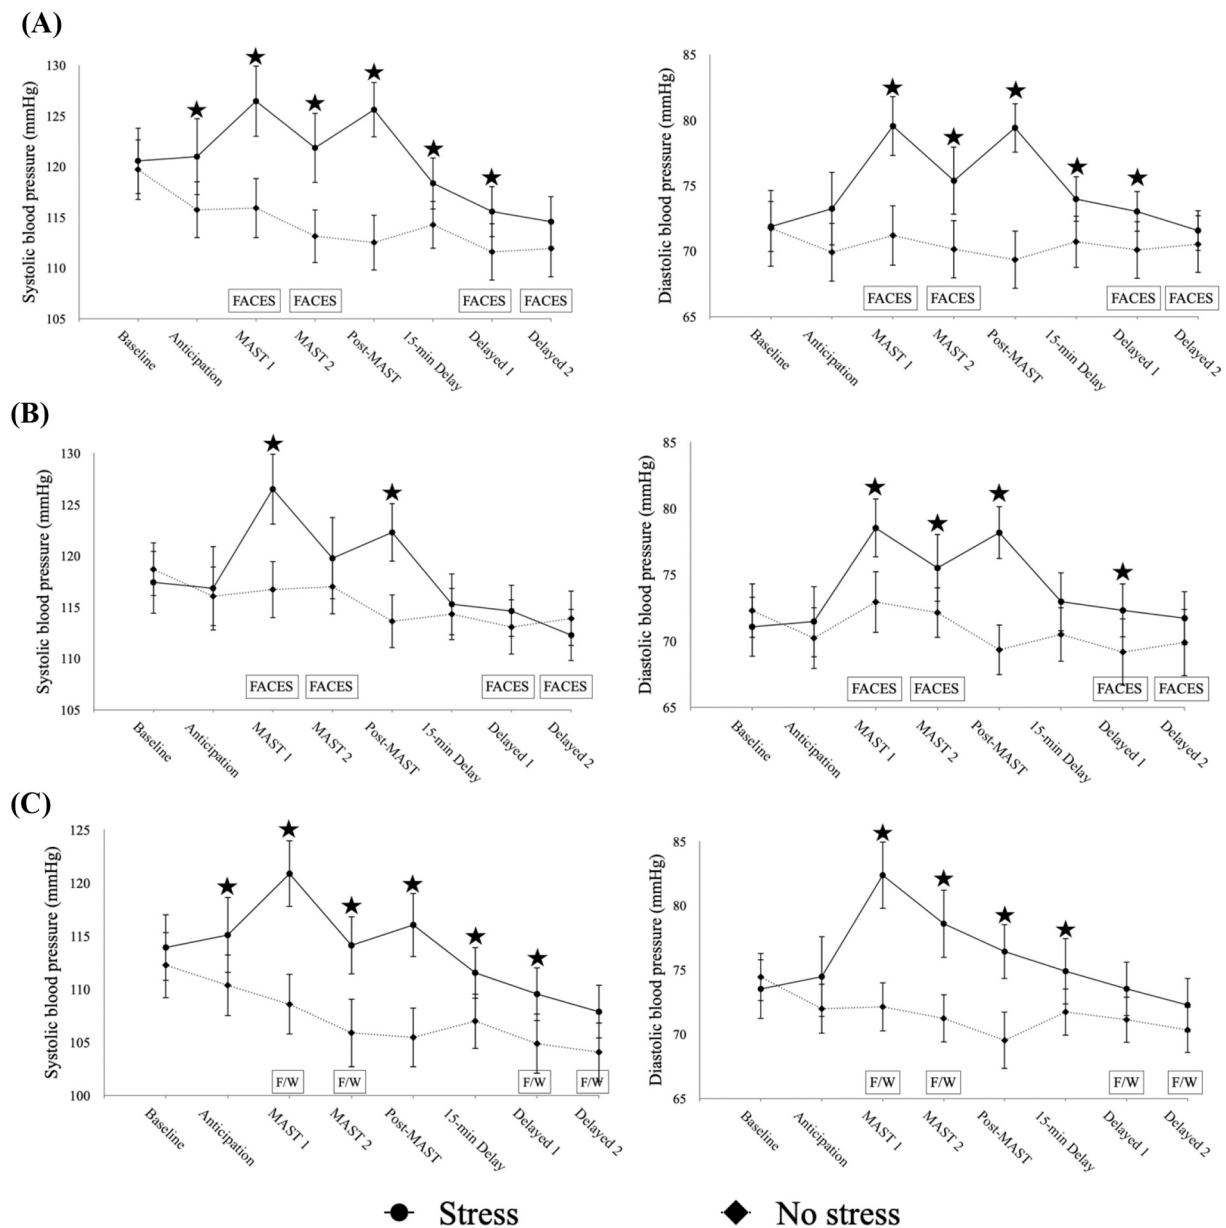 (A)
Systolic blood pressure (mmHg)
130
125
120
115
110
105
FACES FACES FACES FACES
Baseline
Anticipation
MAST 1
MAST 2
Post-MAST
15-min Delay
Delayed 1
Delayed 2
Diastolic blood pressure (mmHg)
85
80
75
70
65
FACES FACES FACES FACES
Baseline
Anticipation
MAST 1
MAST 2
Post-MAST
15-min Delay
Delayed 1
Delayed 2
(B)
Systolic blood pressure (mmHg)
130
125
120
115
110
105
FACES FACES FACES FACES
Baseline
Anticipation
MAST 1
MAST 2
Post-MAST
15-min Delay
Delayed 1
Delayed 2
Diastolic blood pressure (mmHg)
85
80
75
70
65
FACES FACES FACES FACES
Baseline
Anticipation
MAST 1
MAST 2
Post-MAST
15-min Delay
Delayed 1
Delayed 2
(C)
Systolic blood pressure (mmHg)
125
120
115
110
105
100
F/W F/W F/W F/W
Baseline
Anticipation
MAST 1
MAST 2
Post-MAST
15-min Delay
Delayed 1
Delayed 2
Diastolic blood pressure (mmHg)
85
80
75
70
65
F/W F/W F/W F/W
Baseline
Anticipation
MAST 1
MAST 2
Post-MAST
15-min Delay
Delayed 1
Delayed 2
Stress No stress